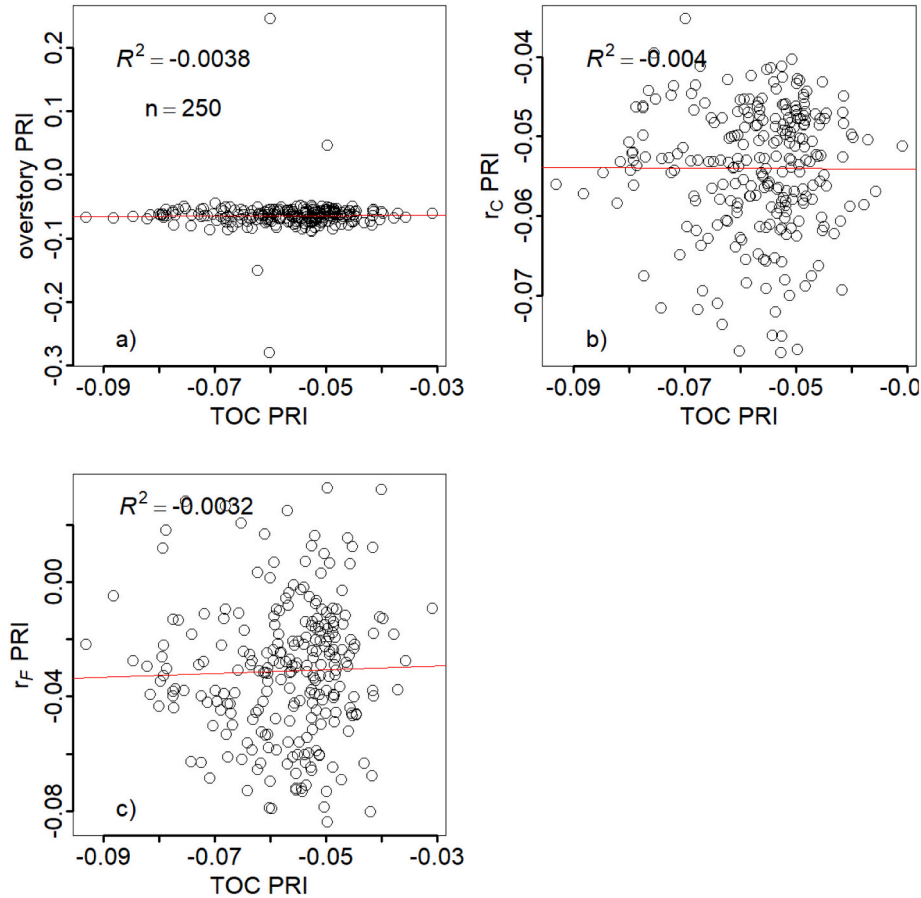 R² = -0.0038
n = 250
overstory PRI
0.2
0.1
0.0
-0.1
-0.2
-0.3
a)
-0.09
-0.07
-0.05
-0.03
TOC PRI
R² = -0.004
r_C PRI
-0.04
-0.05
-0.06
-0.07
b)
-0.09
-0.07
-0.05
-0.0
TOC PRI
R² = -0.0032
r_F PRI
0.00
-0.04
-0.08
c)
-0.09
-0.07
-0.05
-0.03
TOC PRI